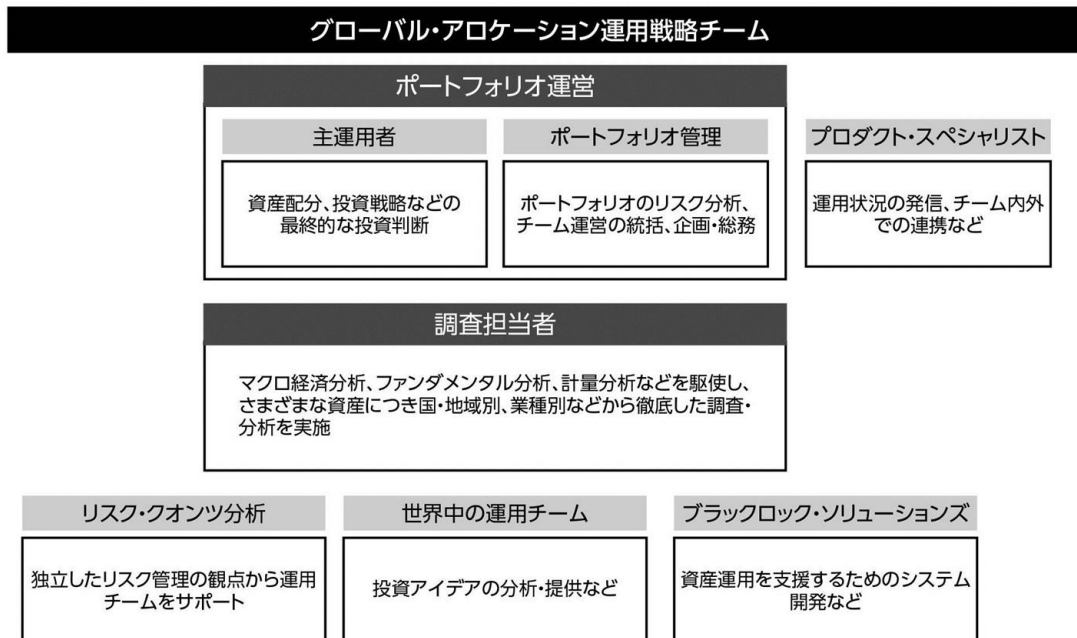 グローバル・アロケーション運用戦略チーム
ポートフォリオ運営
主運用者
資産配分、投資戦略などの
最終的な投資判断
ポートフォリオ管理
ポートフォリオのリスク分析、
チーム運営の統括、企画・総務
プロダクト・スペシャリスト
運用状況の発信、チーム内外
での連携など
調査担当者
マクロ経済分析、ファンダメンタル分析、計量分析などを駆使し、
さまざまな資産につき国・地域別、業種別などから徹底した調査・
分析を実施
リスク・クオンツ分析
独立したリスク管理の観点から運用
チームをサポート
世界中の運用チーム
投資アイデアの分析・提供など
ブラックロック・ソリューションズ
資産運用を支援するためのシステム
開発など